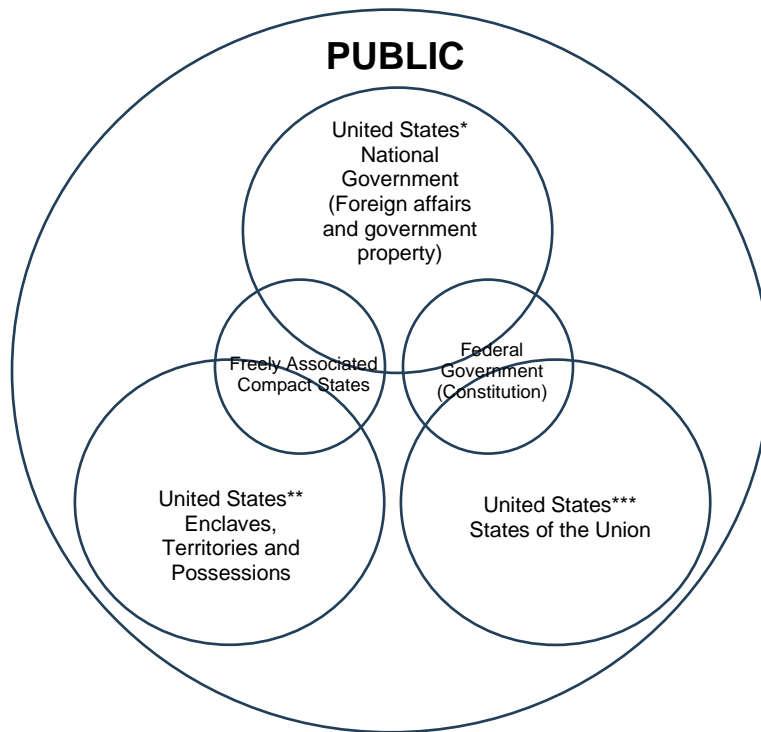 PUBLIC
United States*
National
Government
(Foreign affairs
and government
property)
Freely Associated
Compact States
Federal
Government
(Constitution)
United States**
Enclaves,
Territories and
Possessions
United States***
States of the Union